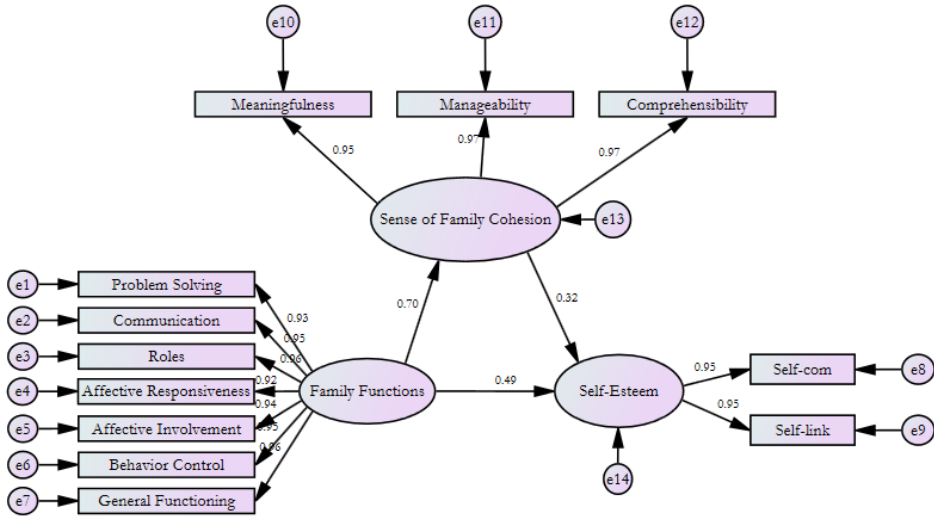 e10
e11
e12
Meaningfulness
Manageability
Comprehensibility
0.95
0.97
0.97
Sense of Family Cohesion
e13
e1
Problem Solving
e2
Communication
e3
Roles
e4
Affective Responsiveness
e5
Affective Involvement
e6
Behavior Control
e7
General Functioning
0.93
0.95
0.96
0.92
0.94
0.95
0.96
Family Functions
0.70
0.32
0.49
Self-Esteem
e14
0.95
Self-com
e8
0.95
Self-link
e9